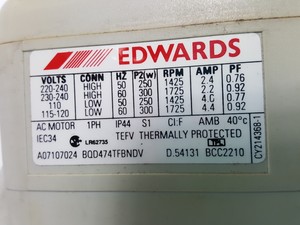 EDWARDS
VOLTS CONN HZ P2(w) RPM AMP PF
220-240 HIGH 50 250 1425 2.4 0.76
230-240 HIGH 60 300 1725 2.2 0.92
110 LOW 50 250 1425 4.4 0.77
115-120 LOW 60 300 1725 4.0 0.92
AC MOTOR 1PH IP44 S1 Cl:F AMB 40°c
IEC34 LR62735 TEFV THERMALLY PROTECTED
A07107024 BQD474TFBNDV D.54131 BCC2210
CY214368-1